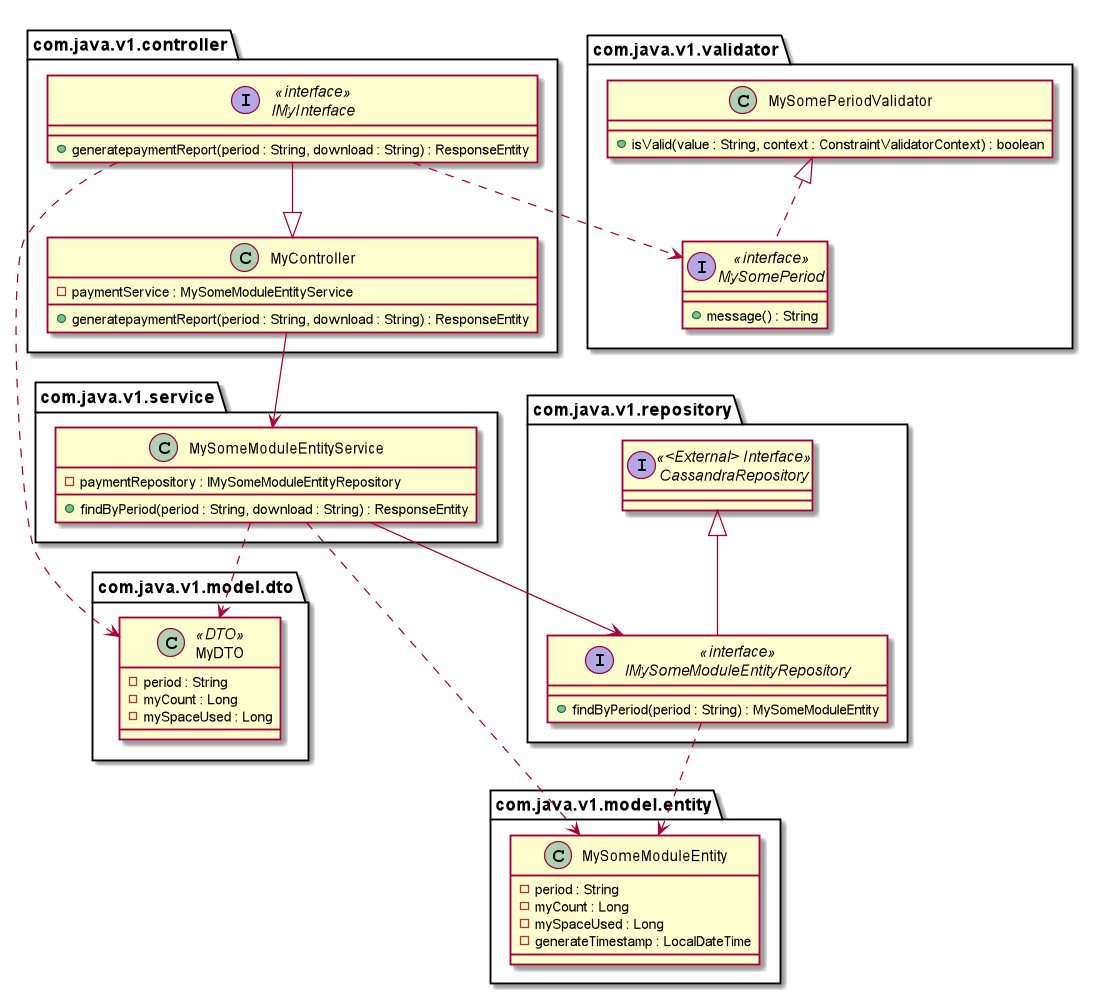 com.java.v1.controller
I
«interface»
IMyInterface
generatepaymentReport(period : String, download : String) : ResponseEntity
C
MyController
paymentService : MySomeModuleEntityService
generatepaymentReport(period : String, download : String) : ResponseEntity
com.java.v1.validator
C
MySomePeriodValidator
isValid(value : String, context : ConstraintValidatorContext) : boolean
I
«interface»
MySomePeriod
message() : String
com.java.v1.service
C
MySomeModuleEntityService
paymentRepository : IMySomeModuleEntityRepository
findByPeriod(period : String, download : String) : ResponseEntity
com.java.v1.repository
I
«<External> Interface»
CassandraRepository
I
«interface»
IMySomeModuleEntityRepository
findByPeriod(period : String) : MySomeModuleEntity
com.java.v1.model.dto
C
«DTO»
MyDTO
period : String
myCount : Long
mySpaceUsed : Long
com.java.v1.model.entity
C
MySomeModuleEntity
period : String
myCount : Long
mySpaceUsed : Long
generateTimestamp : LocalDateTime